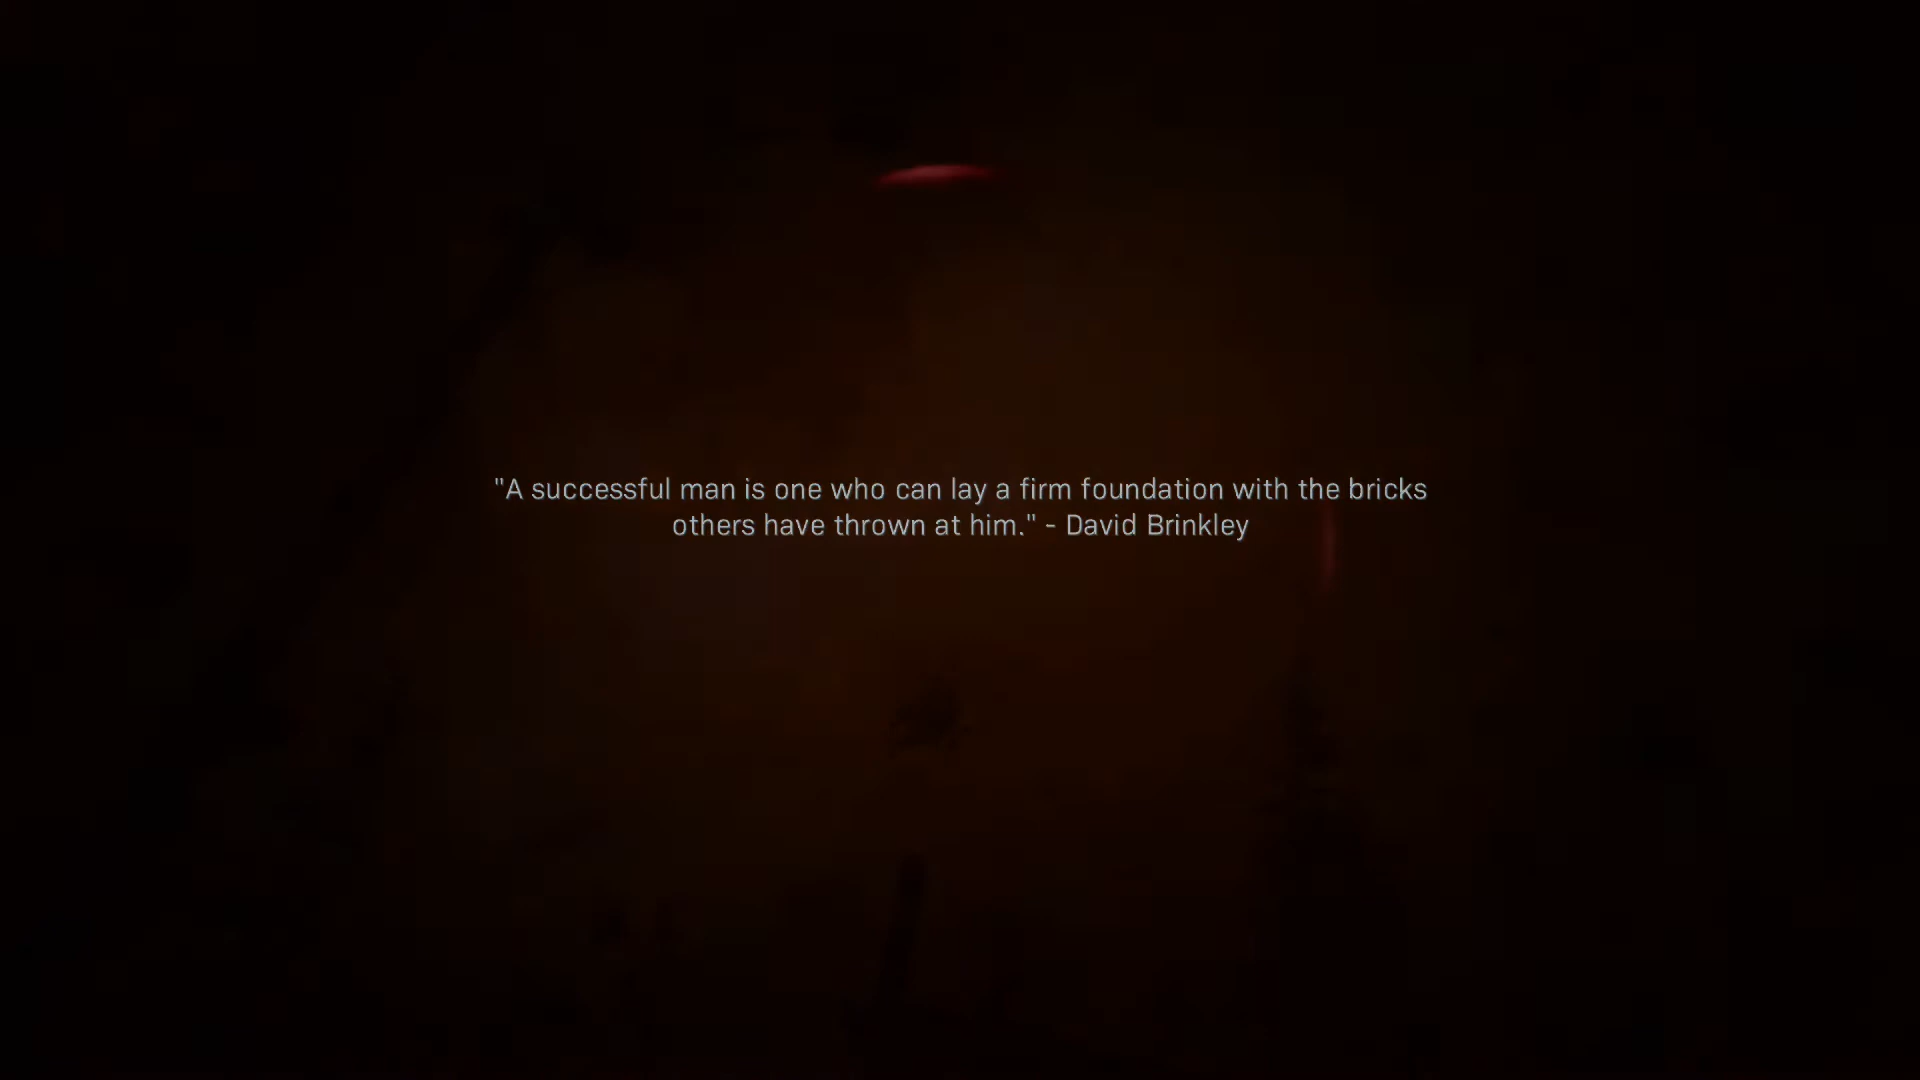 "A successful man is one who can lay a firm foundation with the bricks
others have thrown at him." - David Brinkley